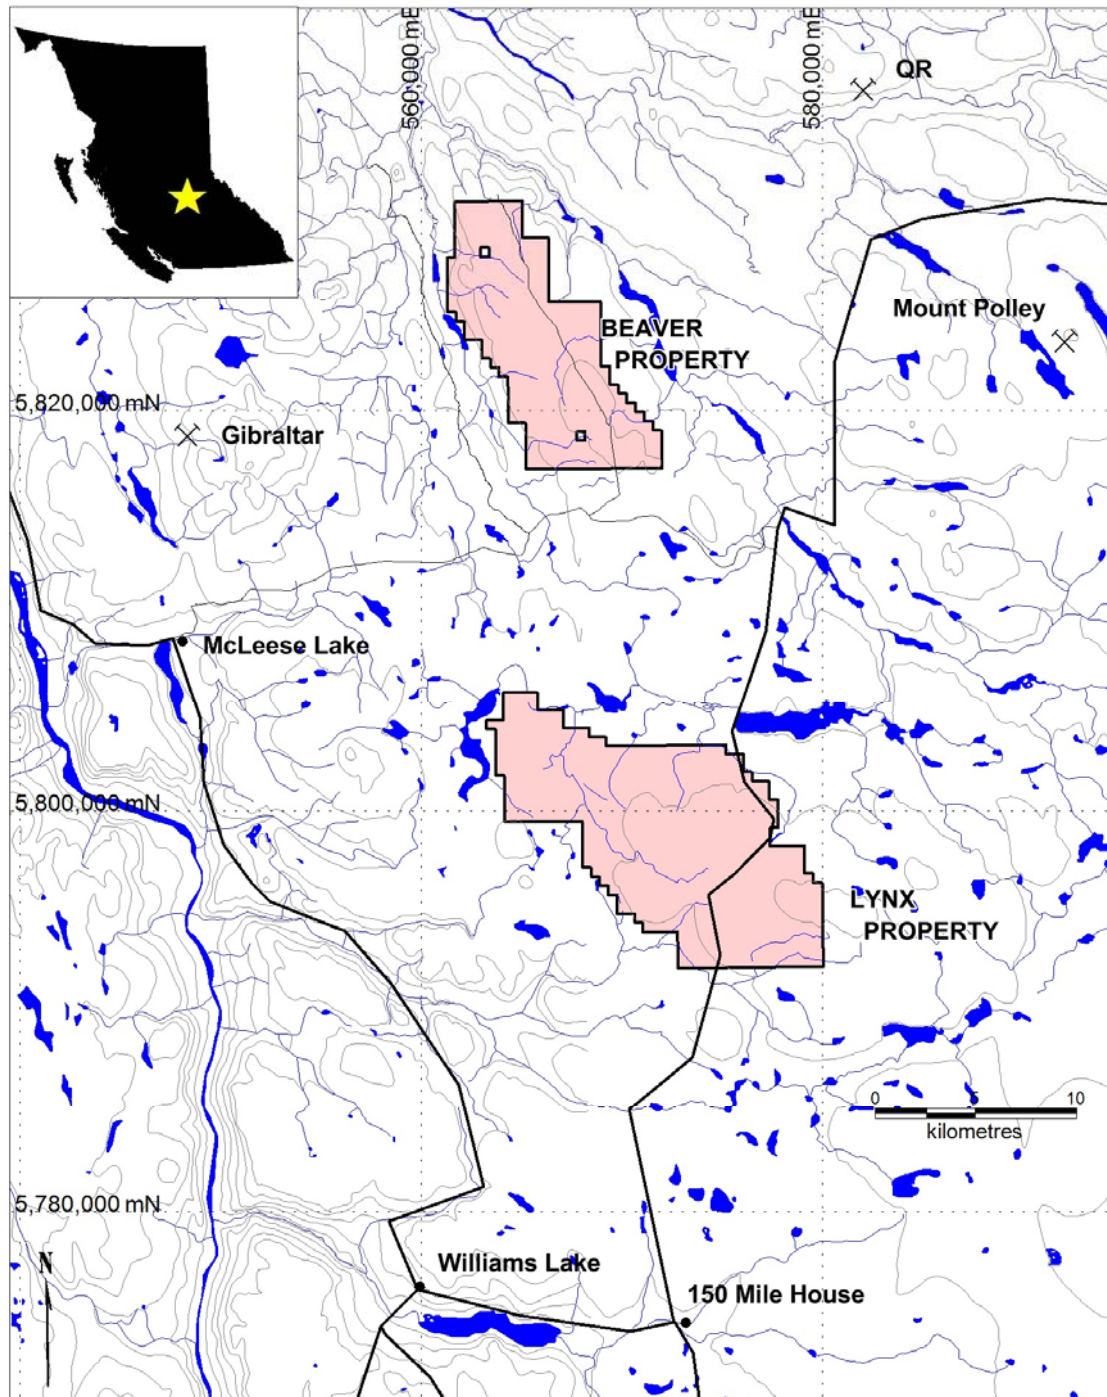 560,000 mE
580,000 mE
QR
Mount Polley
BEAVER
PROPERTY
5,820,000 mN
Gibraltar
McLeese Lake
5,800,000 mN
LYNX
PROPERTY
0 5 10
kilometres
5,780,000 mN
N
Williams Lake
150 Mile House